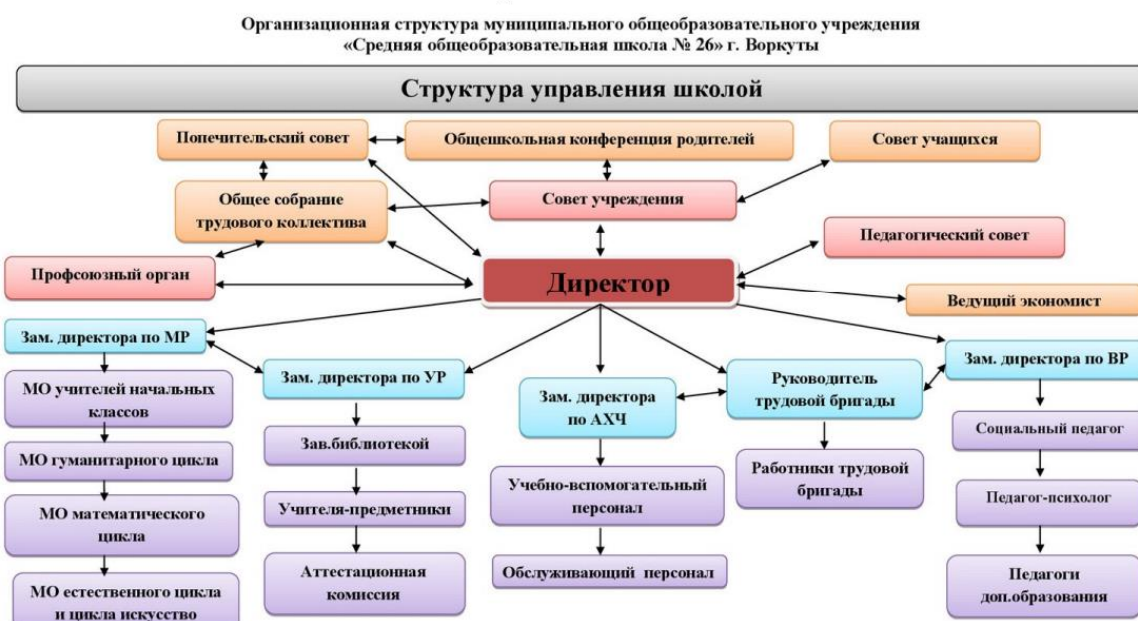 Организационная структура муниципального общеобразовательного учреждения
«Средняя общеобразовательная школа № 26» г. Воркуты
Структура управления школой
Попечительский совет
Общешкольная конференция родителей
Совет учащихся
Общее собрание
трудового коллектива
Совет учреждения
Педагогический совет
Профсоюзный орган
Директор
Ведущий экономист
Зам. директора по МР
Зам. директора по УР
Зам. директора
по АХЧ
Руководитель
трудовой бригады
Зам. директора по ВР
МО учителей начальных
классов
МО гуманитарного цикла
МО математического
цикла
МО естественного цикла
и цикла искусство
Зав.библиотекой
Учителя-предметники
Аттестационная
комиссия
Учебно-вспомогательный
персонал
Обслуживающий персонал
Работники трудовой
бригады
Социальный педагог
Педагог-психолог
Педагоги
доп.образования